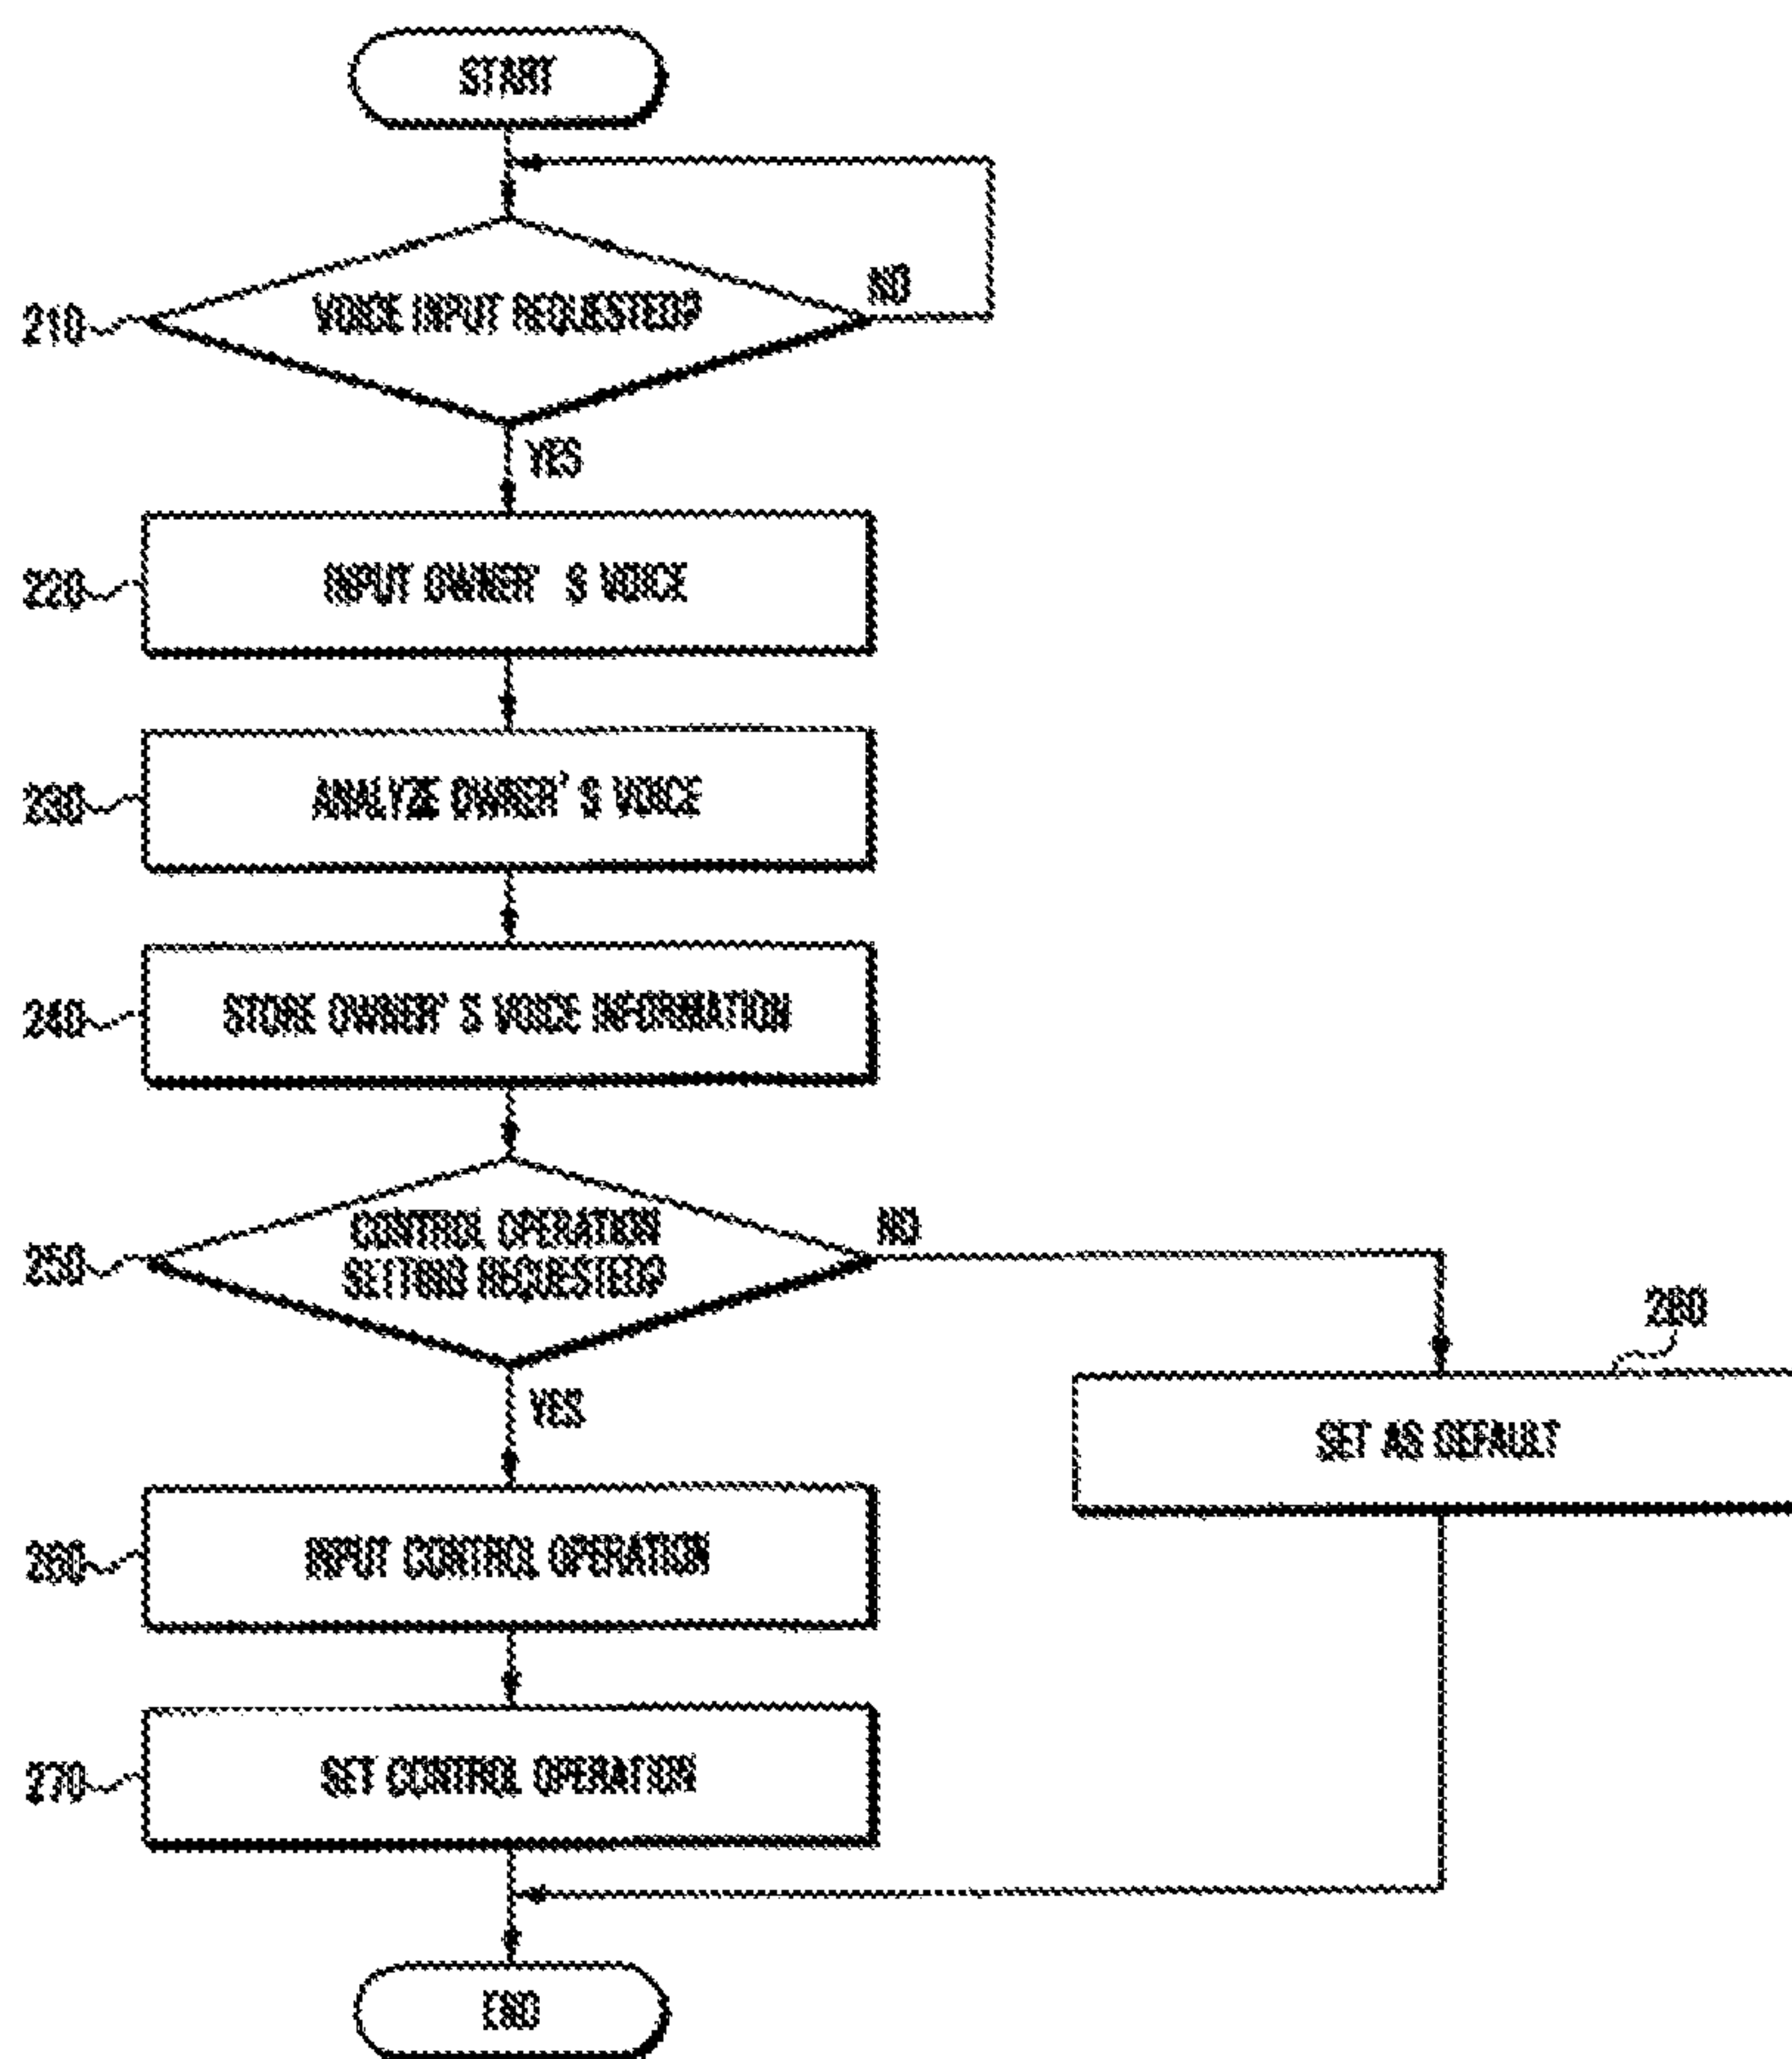 START
VOICE INPUT REQUESTED?
NO
210
YES
INPUT OWNER' S VOICE
220
ANALYZE OWNER' S VOICE
230
STORE OWNER' S VOICE INFORMATION
240
CONTROL OPERATION
SETTING REQUESTED?
NO
250
YES
SET AS DEFAULT
INPUT CONTROL OPERATION
260
SET CONTROL OPERATION
270
END